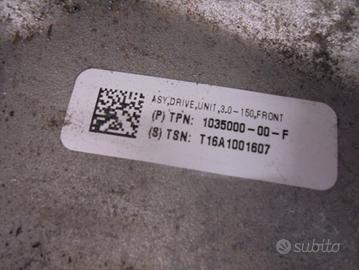 ASY,DRIVE,UNIT,3.0-150,FRONT
(P) TPN: 1035000-00-F
(S) TSN: T16A1001607
subito